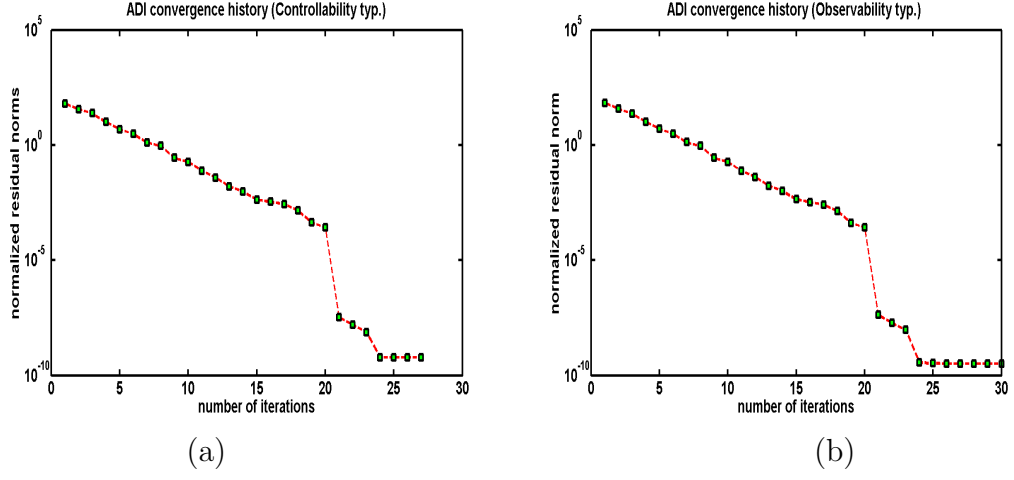 ADI convergence history (Controllability typ.)
normalized residual norms
10^5
10^0
10^-5
10^-10
0 5 10 15 20 25 30
number of iterations
(a)
ADI convergence history (Observability typ.)
normalized residual norm
10^5
10^0
10^-5
10^-10
0 5 10 15 20 25 30
number of iterations
(b)